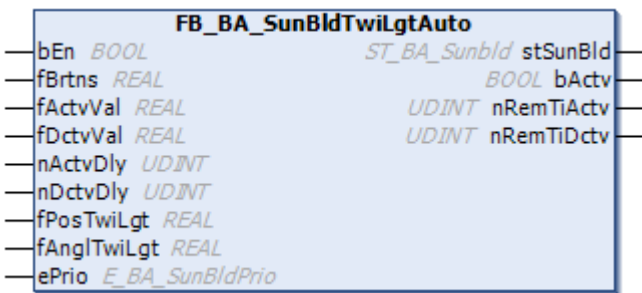 FB_BA_SunBldTwiLgtAuto
bEn BOOL ST_BA_Sunbld stSunBld
fBrtns REAL BOOL bActv
fActvVal REAL UDINT nRemTiActv
fDctvVal REAL UDINT nRemTiDctv
nActvDly UDINT
nDctvDly UDINT
fPosTwiLgt REAL
fAnglTwiLgt REAL
ePrio E_BA_SunBldPrio